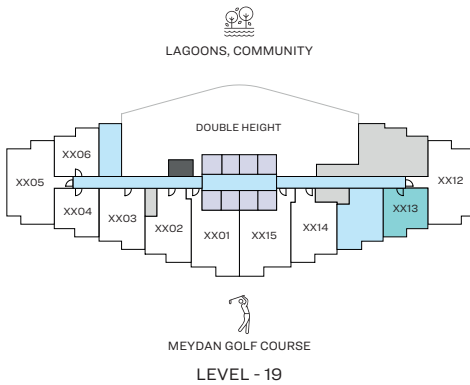 LAGOONS, COMMUNITY
DOUBLE HEIGHT
XX06
XX05
XX12
XX04
XX13
XX03
XX02
XX01
XX15
XX14
MEYDAN GOLF COURSE
LEVEL - 19